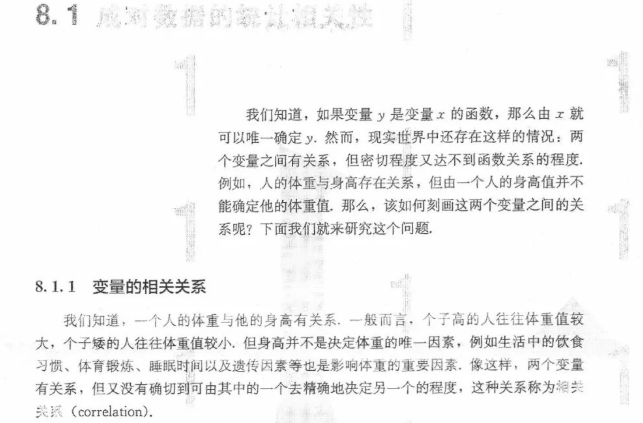 8.1 成对数据的统计相关性
我们知道，如果变量 y 是变量 x 的函数，那么由 x 就
可以唯一确定 y. 然而，现实世界中还存在这样的情况：两
个变量之间有关系，但密切程度又达不到函数关系的程度.
例如，人的体重与身高存在关系，但由一个人的身高值并不
能确定他的体重值. 那么，该如何刻画这两个变量之间的关
系呢？下面我们就来研究这个问题.
8.1.1 变量的相关关系
我们知道，一个人的体重与他的身高有关系. 一般而言，个子高的人往往体重值较
大，个子矮的人往往体重值较小. 但身高并不是决定体重的唯一因素，例如生活中的饮食
习惯、体育锻炼、睡眠时间以及遗传因素等也是影响体重的重要因素. 像这样，两个变量
有关系，但又没有确切到可由其中的一个去精确地决定另一个的程度，这种关系称为相关
关系（correlation）.